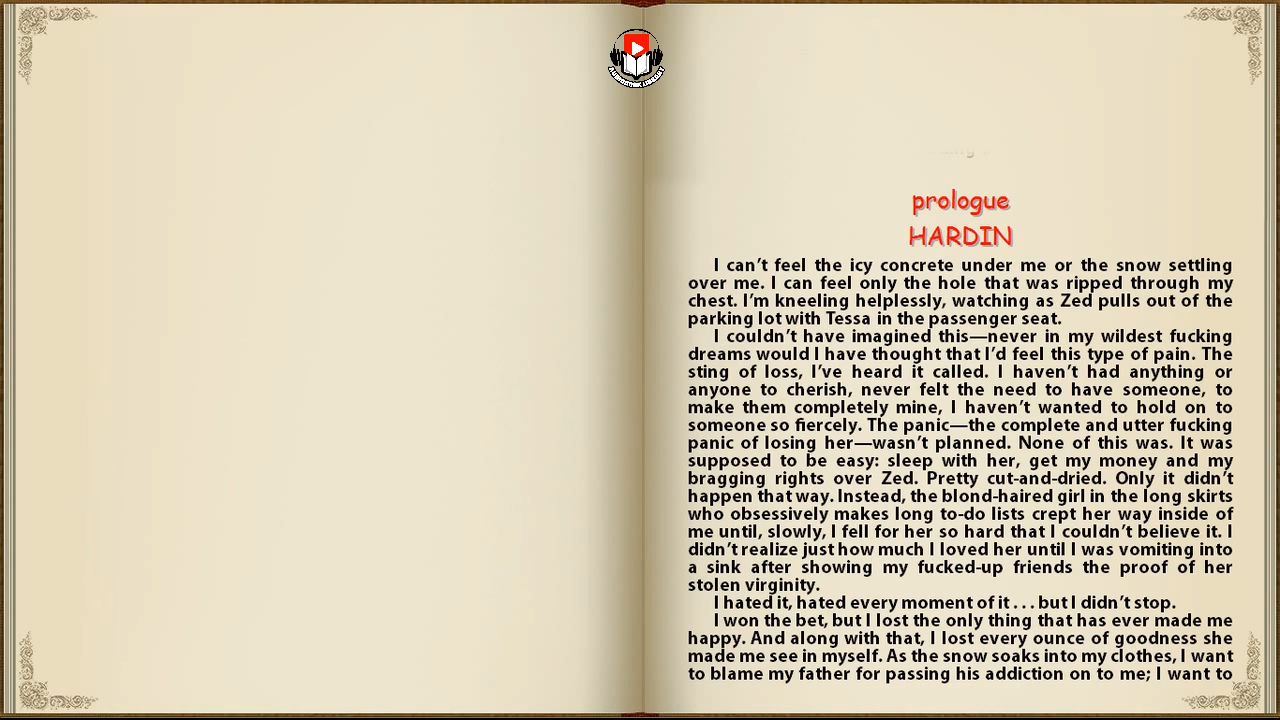 prologue
HARDIN
I can’t feel the icy concrete under me or the snow settling
over me. I can feel only the hole that was ripped through my
chest. I’m kneeling helplessly, watching as Zed pulls out of the
parking lot with Tessa in the passenger seat.
I couldn’t have imagined this—never in my wildest fucking
dreams would I have thought that I’d feel this type of pain. The
sting of loss, I’ve heard it called. I haven’t had anything or
anyone to cherish, never felt the need to have someone, to
make them completely mine, I haven’t wanted to hold on to
someone so fiercely. The panic—the complete and utter fucking
panic of losing her—wasn’t planned. None of this was. It was
supposed to be easy: sleep with her, get my money and my
bragging rights over Zed. Pretty cut-and-dried. Only it didn’t
happen that way. Instead, the blond-haired girl in the long skirts
who obsessively makes long to-do lists crept her way inside of
me until, slowly, I fell for her so hard that I couldn’t believe it. I
didn’t realize just how much I loved her until I was vomiting into
a sink after showing my fucked-up friends the proof of her
stolen virginity.
I hated it, hated every moment of it . . . but I didn’t stop.
I won the bet, but I lost the only thing that has ever made me
happy. And along with that, I lost every ounce of goodness she
made me see in myself. As the snow soaks into my clothes, I want
to blame my father for passing his addiction on to me; I want to